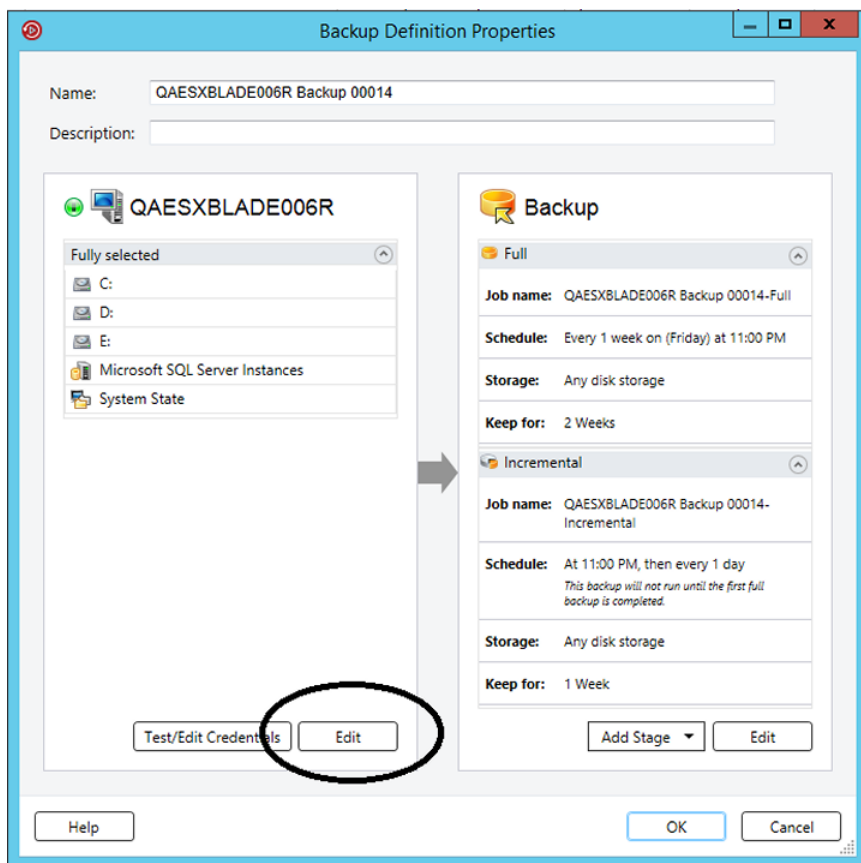 Backup Definition Properties
Name: QAESXBLADE006R Backup 00014
Description:
QAESXBLADE006R
Fully selected
C:
D:
E:
Microsoft SQL Server Instances
System State
Test/Edit Credentials
Edit
Backup
Full
Job name: QAESXBLADE006R Backup 00014-Full
Schedule: Every 1 week on (Friday) at 11:00 PM
Storage: Any disk storage
Keep for: 2 Weeks
Incremental
Job name: QAESXBLADE006R Backup 00014-
Incremental
Schedule: At 11:00 PM, then every 1 day
This backup will not run until the first full
backup is completed.
Storage: Any disk storage
Keep for: 1 Week
Add Stage
Edit
Help
OK
Cancel